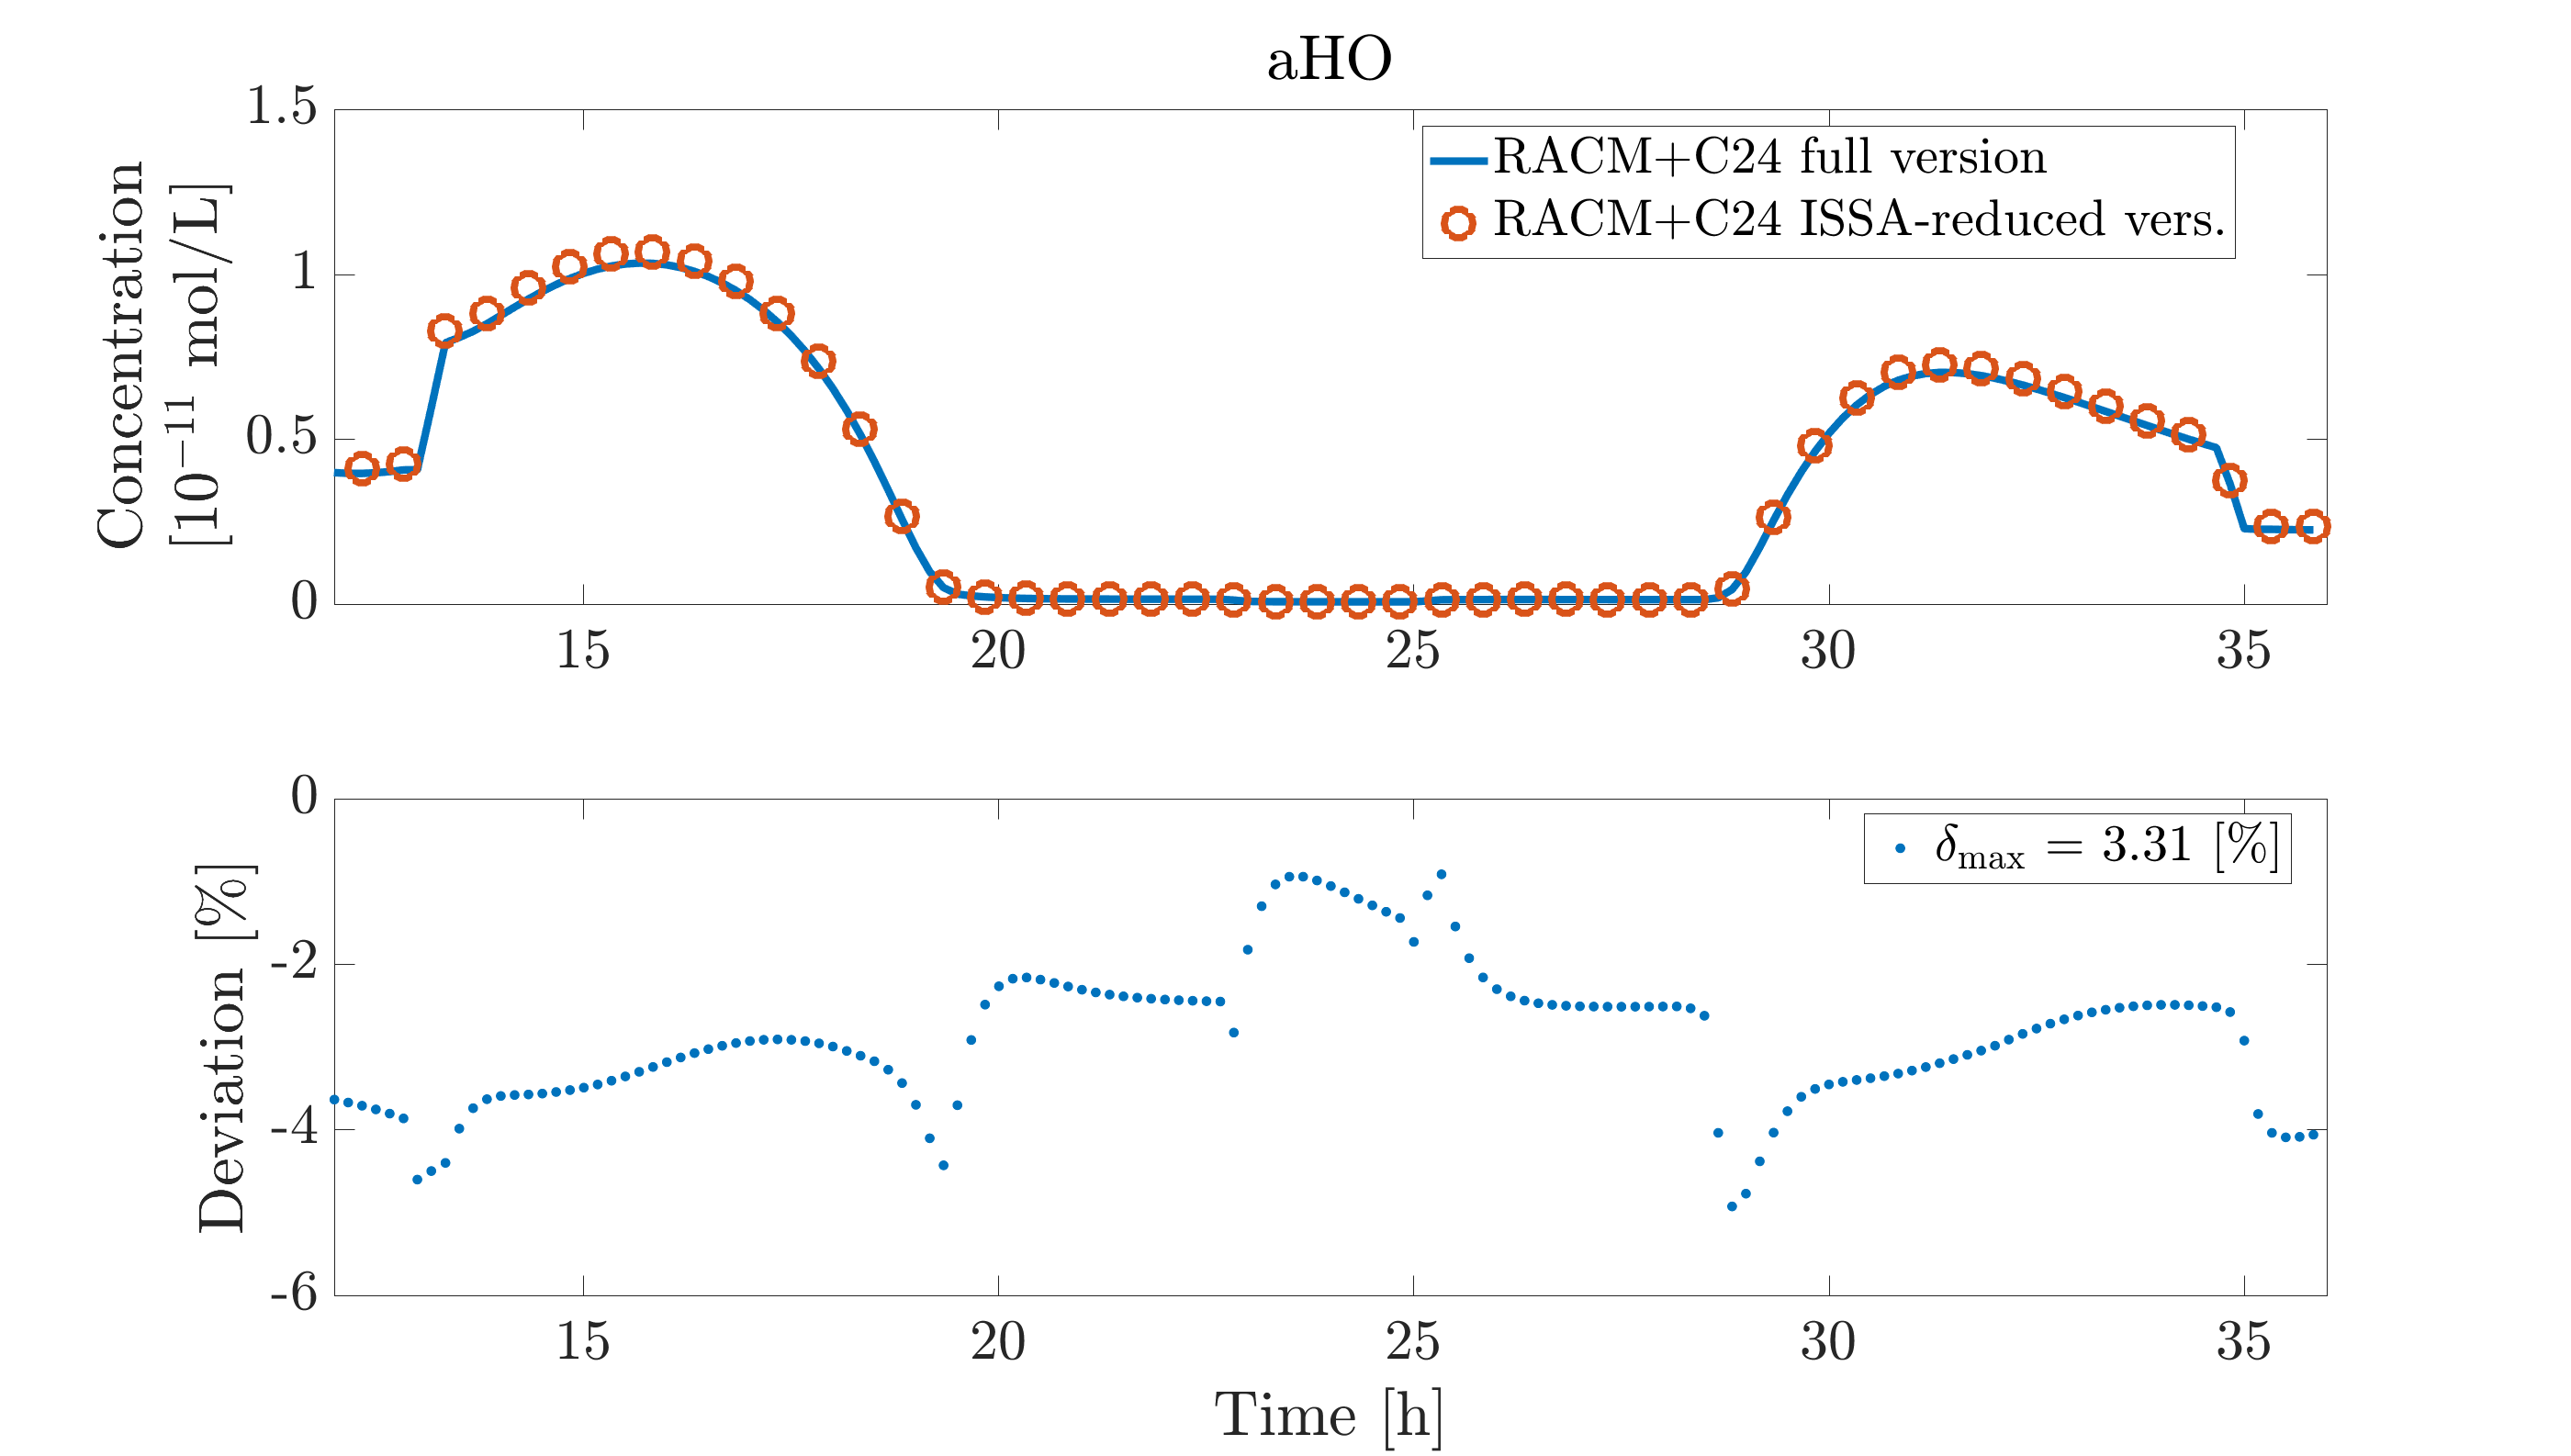 aHO
1.5
1
0.5
0
Concentration
[10⁻¹¹ mol/L]
RACM+C24 full version
RACM+C24 ISSA-reduced vers.
15 20 25 30 35
0
-2
-4
-6
Deviation [%]
δmax = 3.31 [%]
15 20 25 30 35
Time [h]